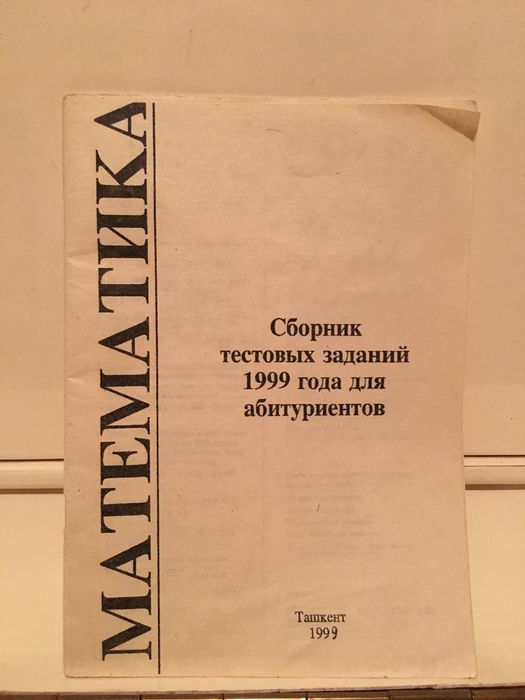 МАТЕМАТИКА
Сборник
тестовых заданий
1999 года для
абитуриентов
Ташкент
1999